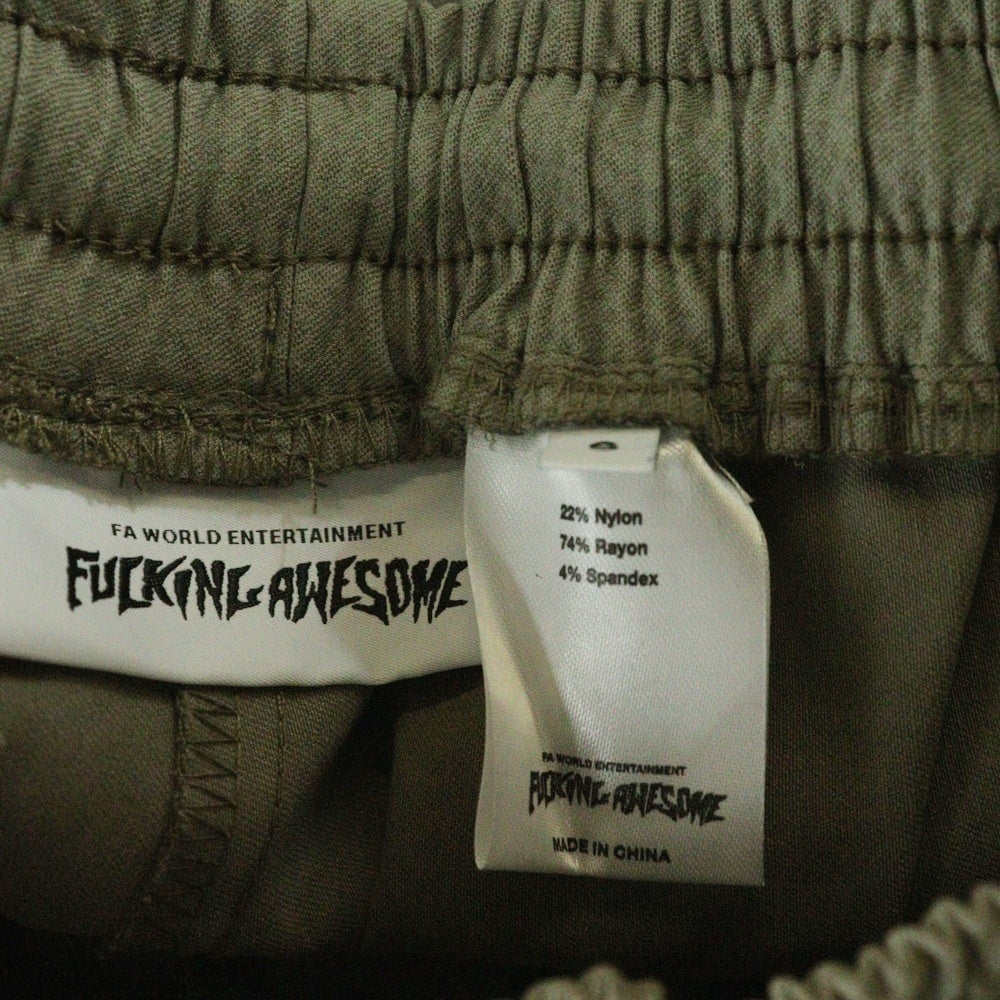 FA WORLD ENTERTAINMENT
FUCKING AWESOME
22% Nylon
74% Rayon
4% Spandex
FA WORLD ENTERTAINMENT
FUCKING AWESOME
MADE IN CHINA